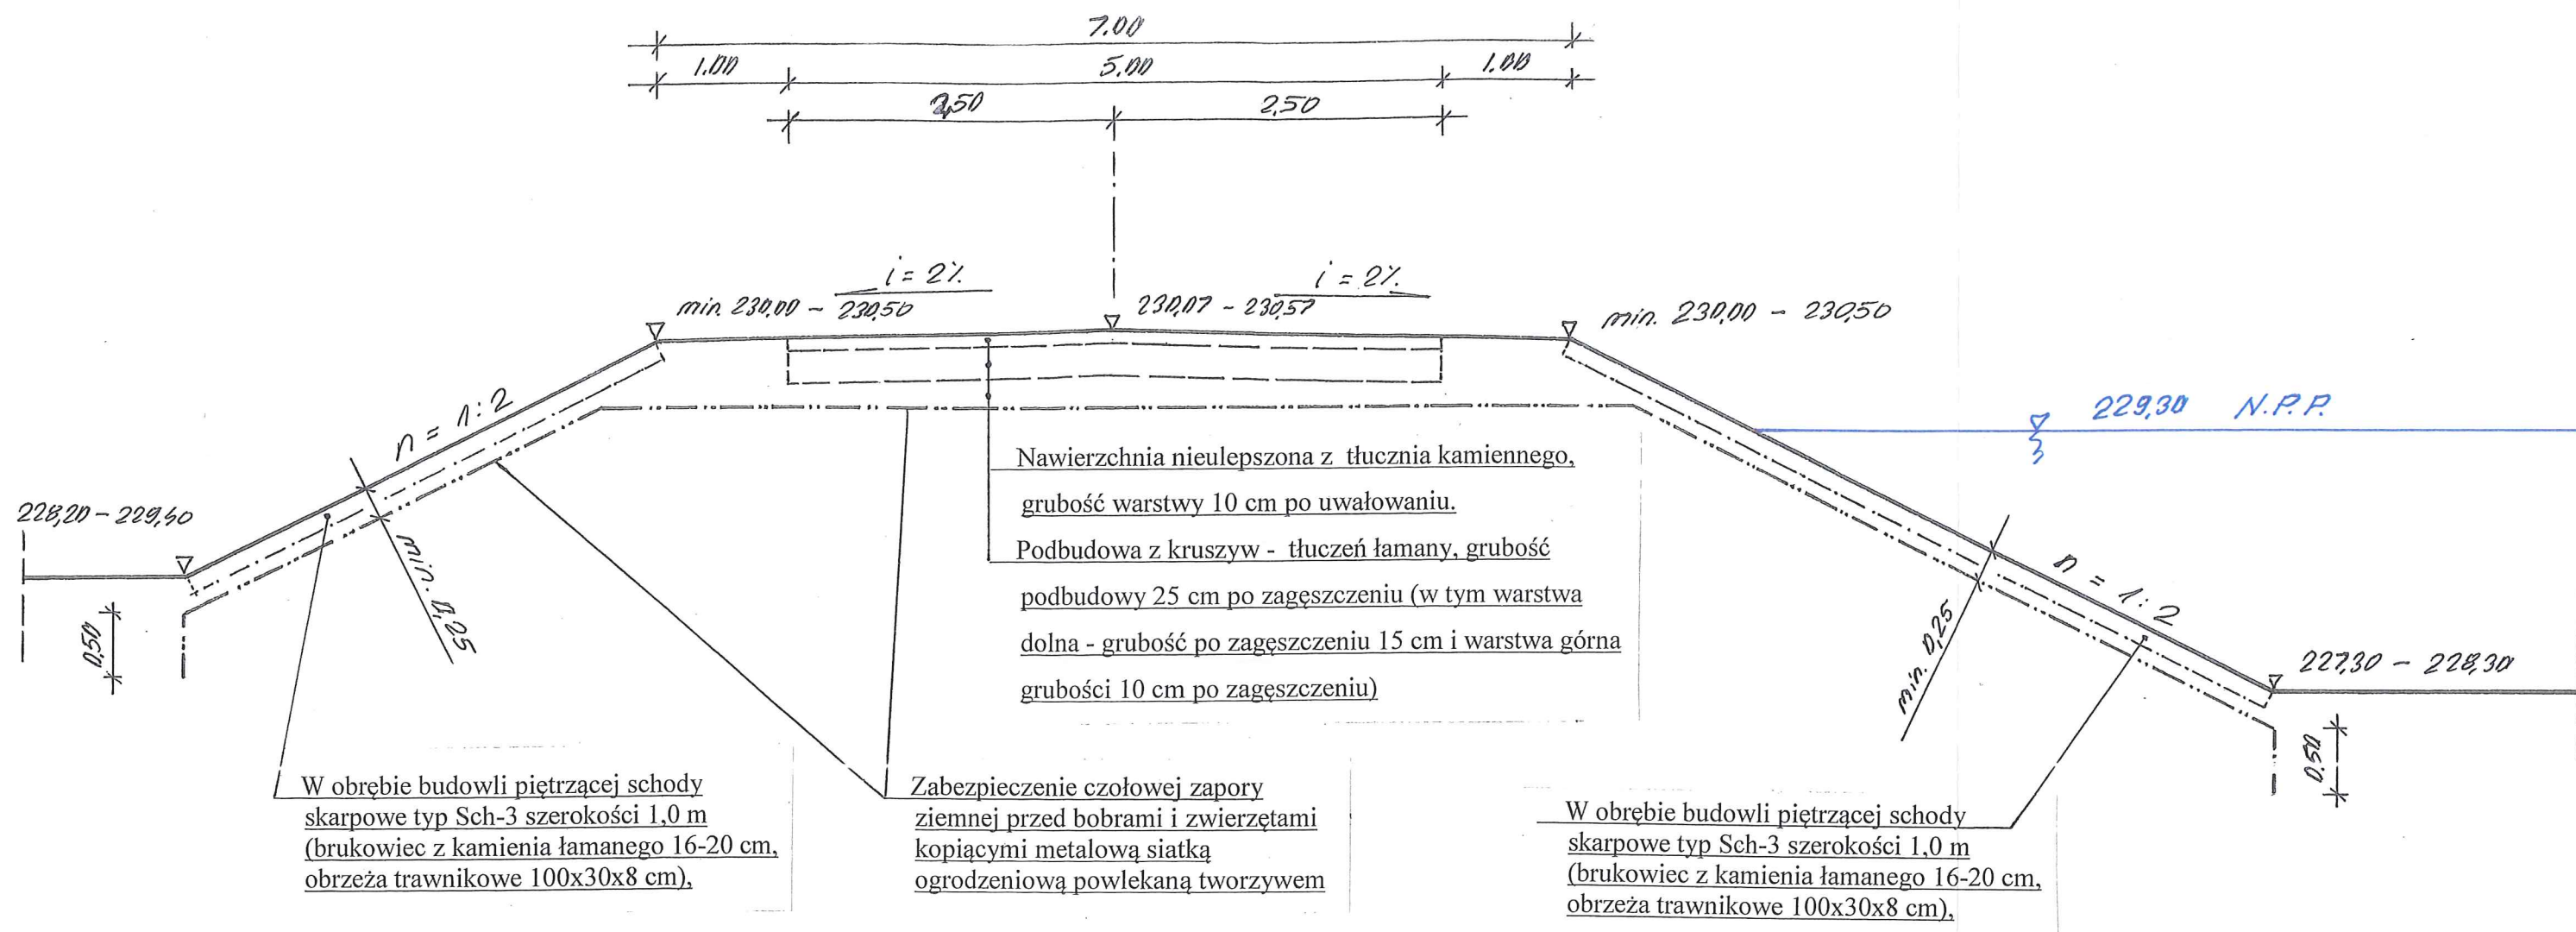 7.00
1.00 5.00 1.00
2,50 2,50
i = 2%. i = 2%.
min. 230,00 - 230,50 230,07 - 230,57 min. 230,00 - 230,50
n = 1:2
229,30 N.P.P.
Nawierzchnia nieulepszona z tłucznia kamiennego,
grubość warstwy 10 cm po uwałowaniu.
Podbudowa z kruszyw - tłuczeń łamany, grubość
podbudowy 25 cm po zagęszczeniu (w tym warstwa
dolna - grubość po zagęszczeniu 15 cm i warstwa górna
grubości 10 cm po zagęszczeniu)
228,20 - 229,40
0,50
min. 0,25
min. 0,25
n = 1:2
227,30 - 228,30
0,50
W obrębie budowli piętrzącej schody
skarpowe typ Sch-3 szerokości 1,0 m
(brukowiec z kamienia łamanego 16-20 cm,
obrzeża trawnikowe 100x30x8 cm),
Zabezpieczenie czołowej zapory
ziemnej przed bobrami i zwierzętami
kopiącymi metalową siatką
ogrodzeniową powlekaną tworzywem
W obrębie budowli piętrzącej schody
skarpowe typ Sch-3 szerokości 1,0 m
(brukowiec z kamienia łamanego 16-20 cm,
obrzeża trawnikowe 100x30x8 cm),